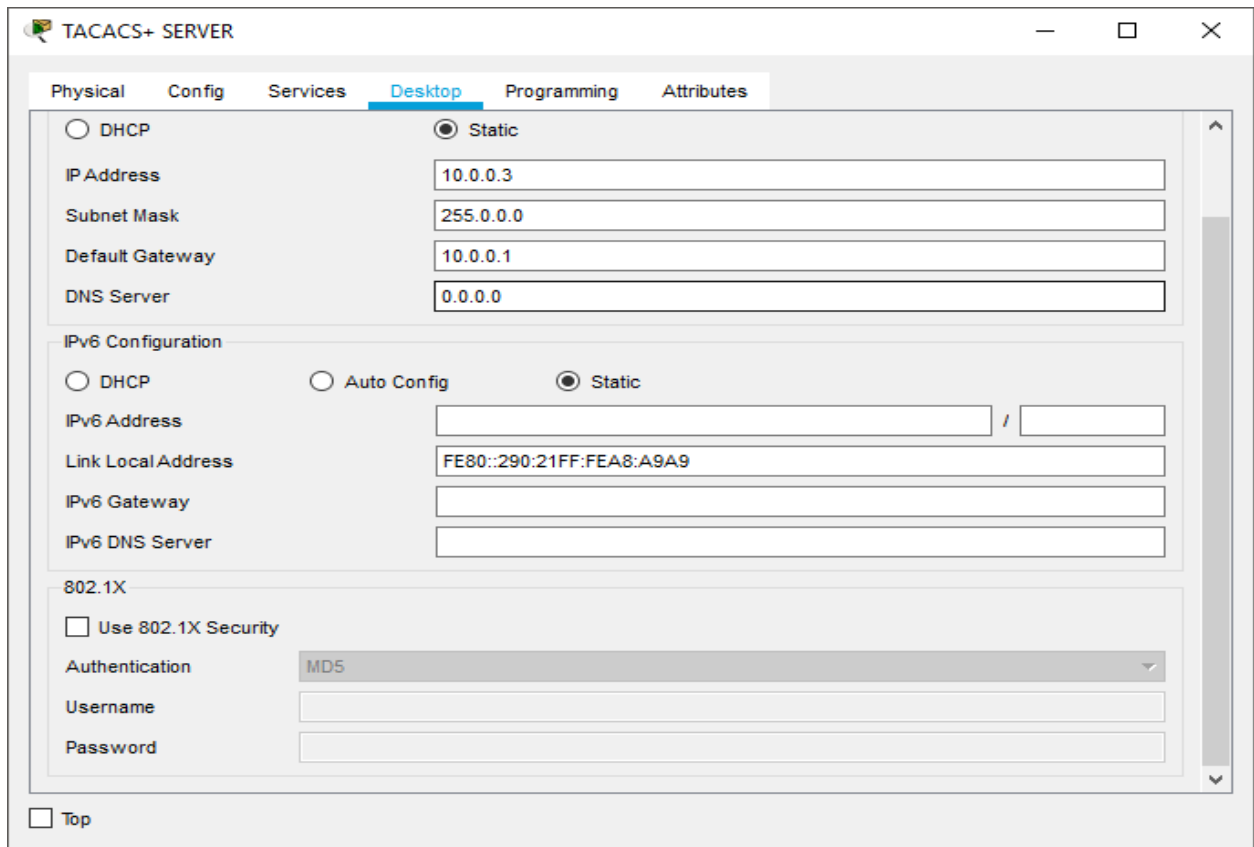 TACACS+ SERVER
Physical Config Services Desktop Programming Attributes
DHCP Static
IP Address 10.0.0.3
Subnet Mask 255.0.0.0
Default Gateway 10.0.0.1
DNS Server 0.0.0.0
IPv6 Configuration
DHCP Auto Config Static
IPv6 Address /
Link Local Address FE80::290:21FF:FEA8:A9A9
IPv6 Gateway
IPv6 DNS Server
802.1X
Use 802.1X Security
Authentication MD5
Username
Password
Top